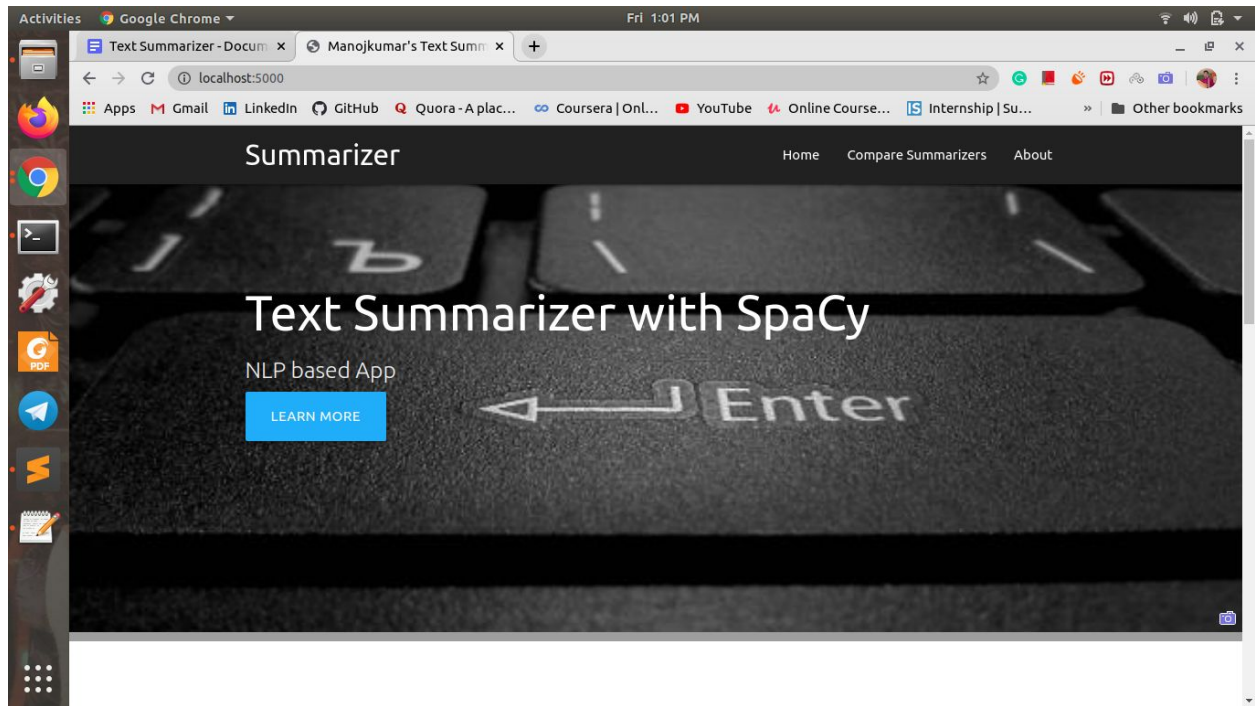 Activities Google Chrome Fri 1:01 PM
Text Summarizer - Docum Manojkumar's Text Summ
localhost:5000
Apps Gmail LinkedIn GitHub Quora - A plac... Coursera | Onl... YouTube Online Course... Internship | Su... » Other bookmarks
Summarizer Home Compare Summarizers About
Ъ
Text Summarizer with SpaCy
NLP based App
LEARN MORE
Enter
PDF